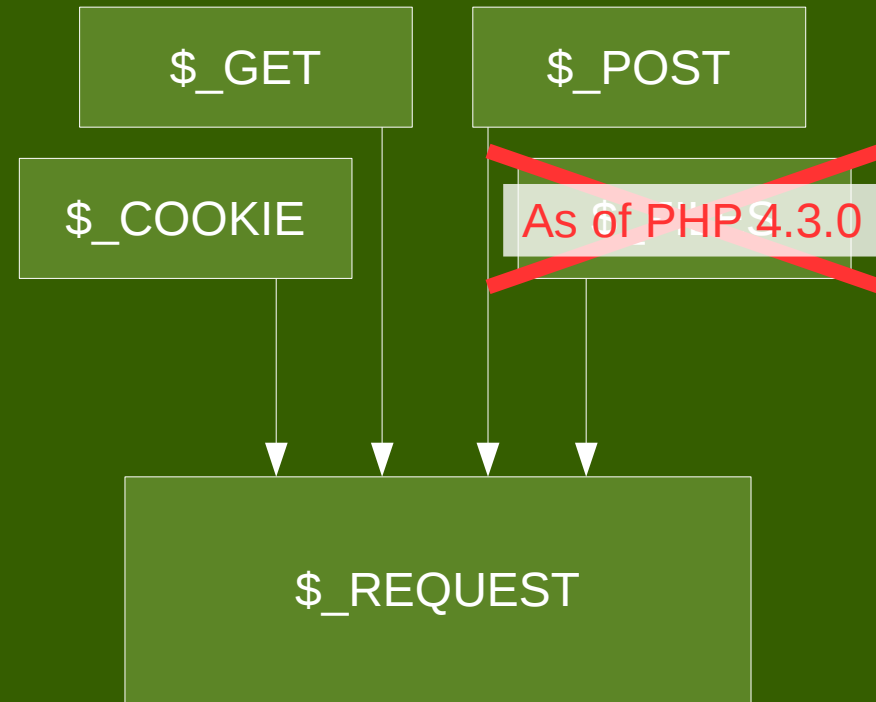 $_GET
$_POST
$_COOKIE
As of PHP 4.3.0
$_REQUEST